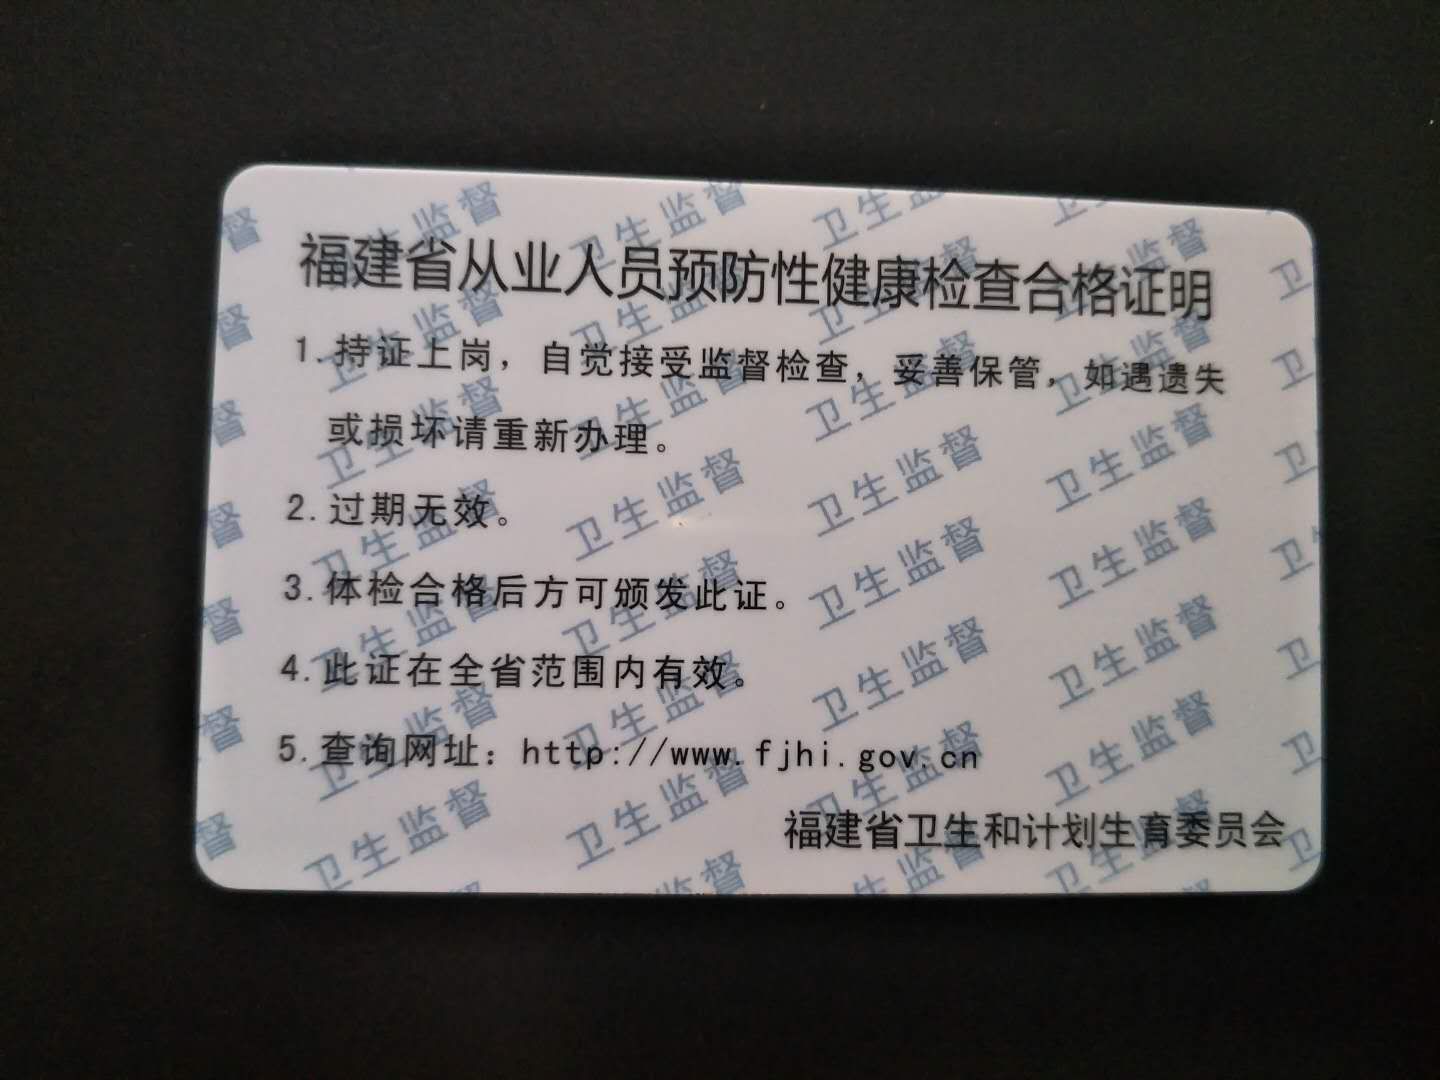 福建省从业人员预防性健康检查合格证明
1.持证上岗，自觉接受监督检查，妥善保管，如遇遗失
或损坏请重新办理。
2.过期无效。
3.体检合格后方可颁发此证。
4.此证在全省范围内有效。
5.查询网址：http://www.fjhi.gov.cn
福建省卫生和计划生育委员会
卫生监督